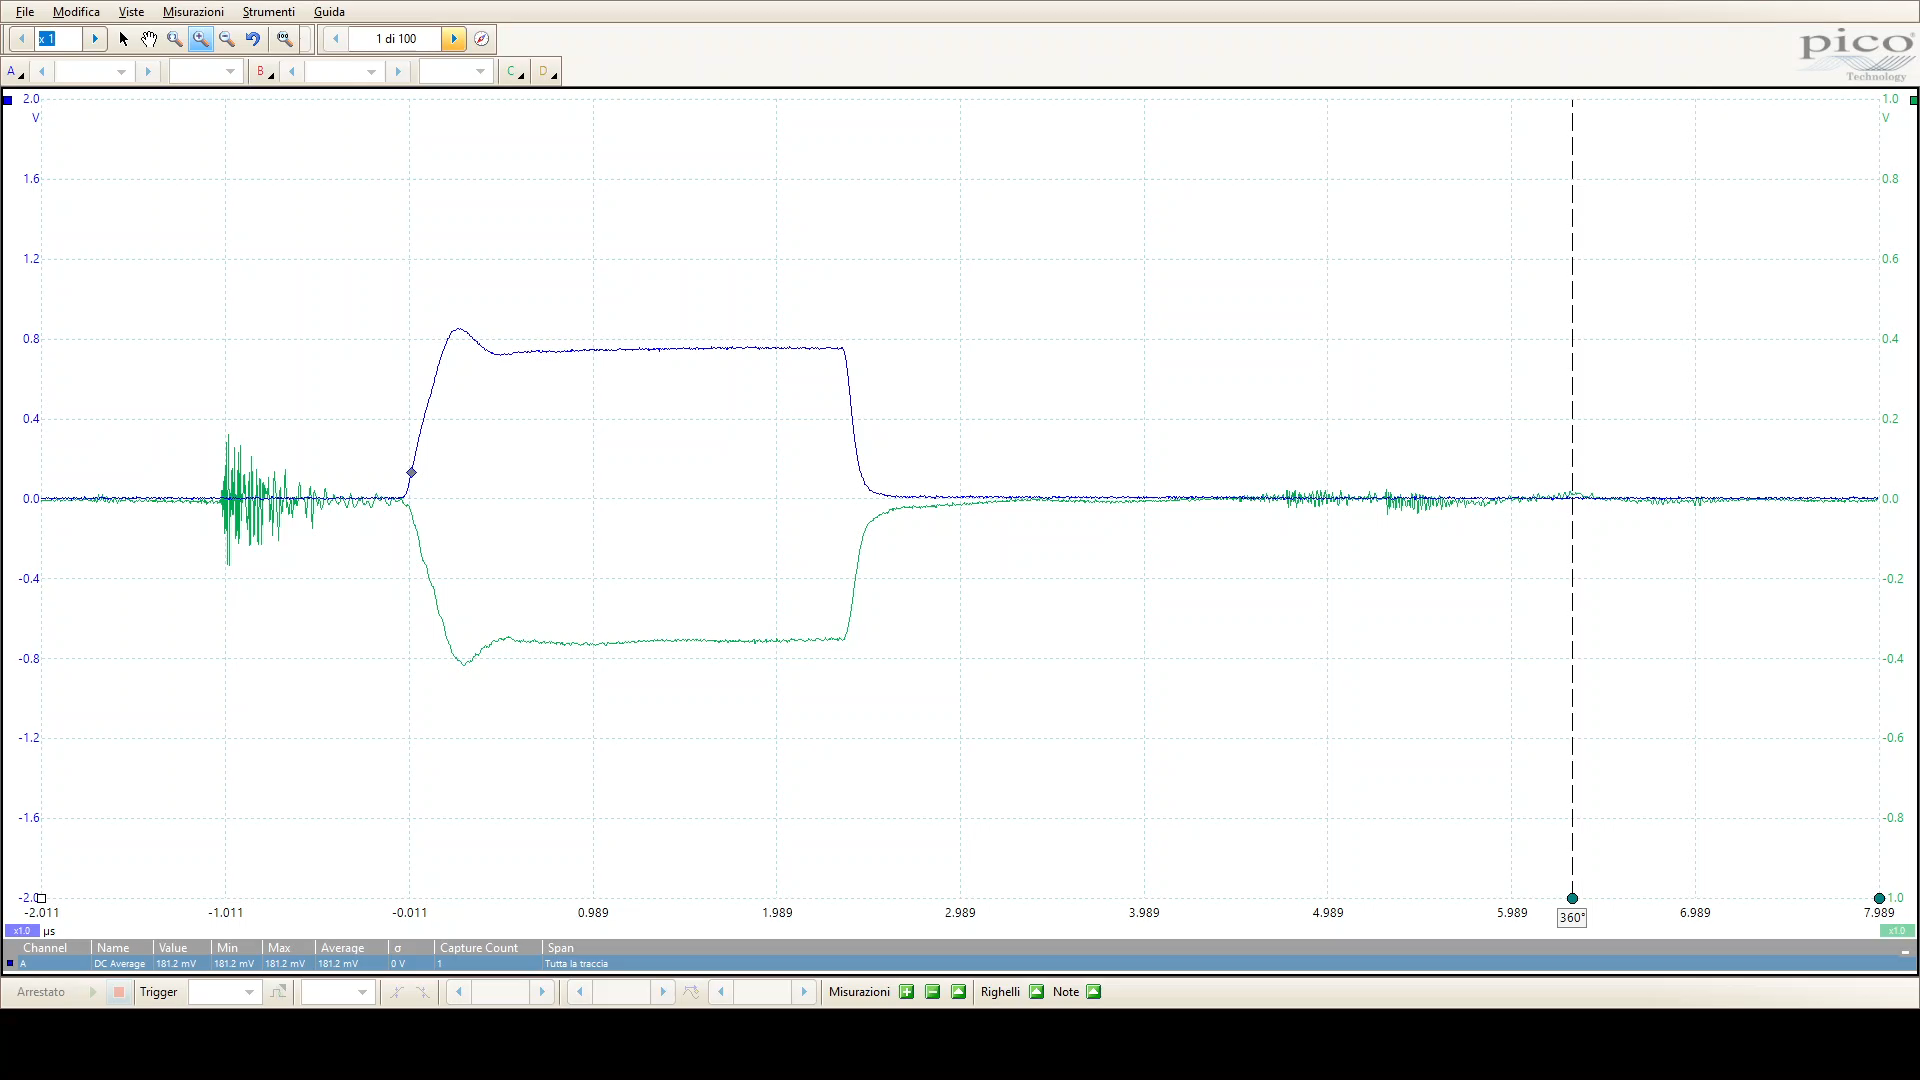 File Modifica Viste Misurazioni Strumenti Guida
x 1 1 di 100
pico
Technology
A B C D
2.0 1.0
V V
1.6 0.8
1.2 0.6
0.8 0.4
0.4 0.2
0.0 0.0
-0.4 -0.2
-0.8 -0.4
-1.2 -0.6
-1.6 -0.8
-2.0 1.0
-2.011 -1.011 -0.011 0.989 1.989 2.989 3.989 4.989 5.989 360° 6.989 7.989
x1.0 µs x1.0
Channel Name Value Min Max Average σ Capture Count Span
A DC Average 181.2 mV 181.2 mV 181.2 mV 181.2 mV 0 V 1 Tutta la traccia
Arrestato Trigger Misurazioni Righelli Note